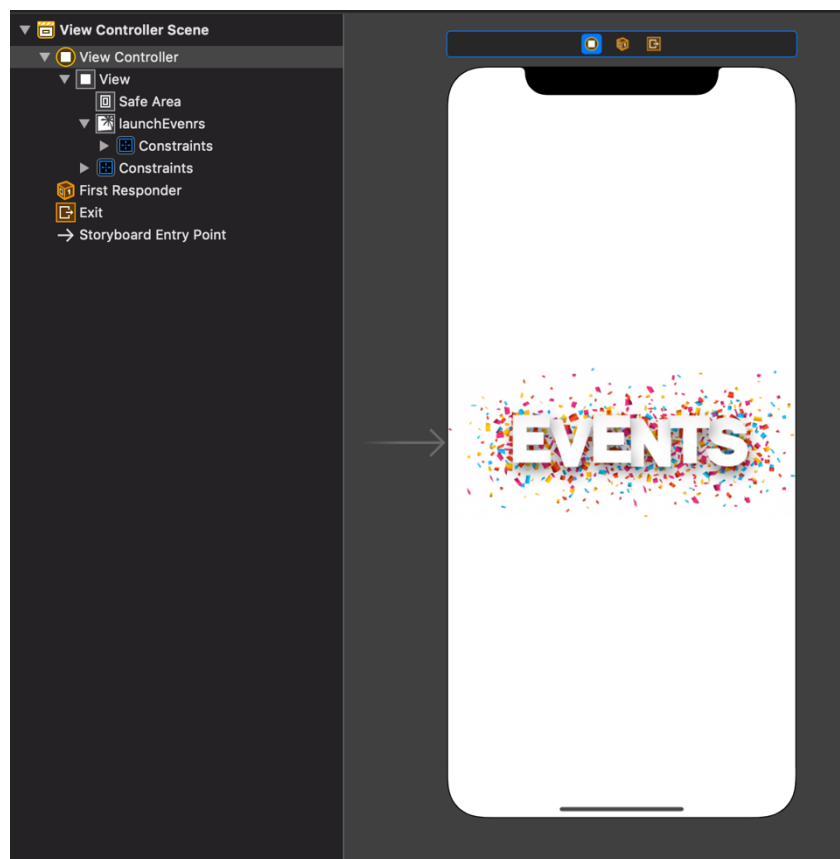 View Controller Scene
View Controller
View
Safe Area
launchEvenrs
Constraints
Constraints
First Responder
Exit
Storyboard Entry Point
EVENTS